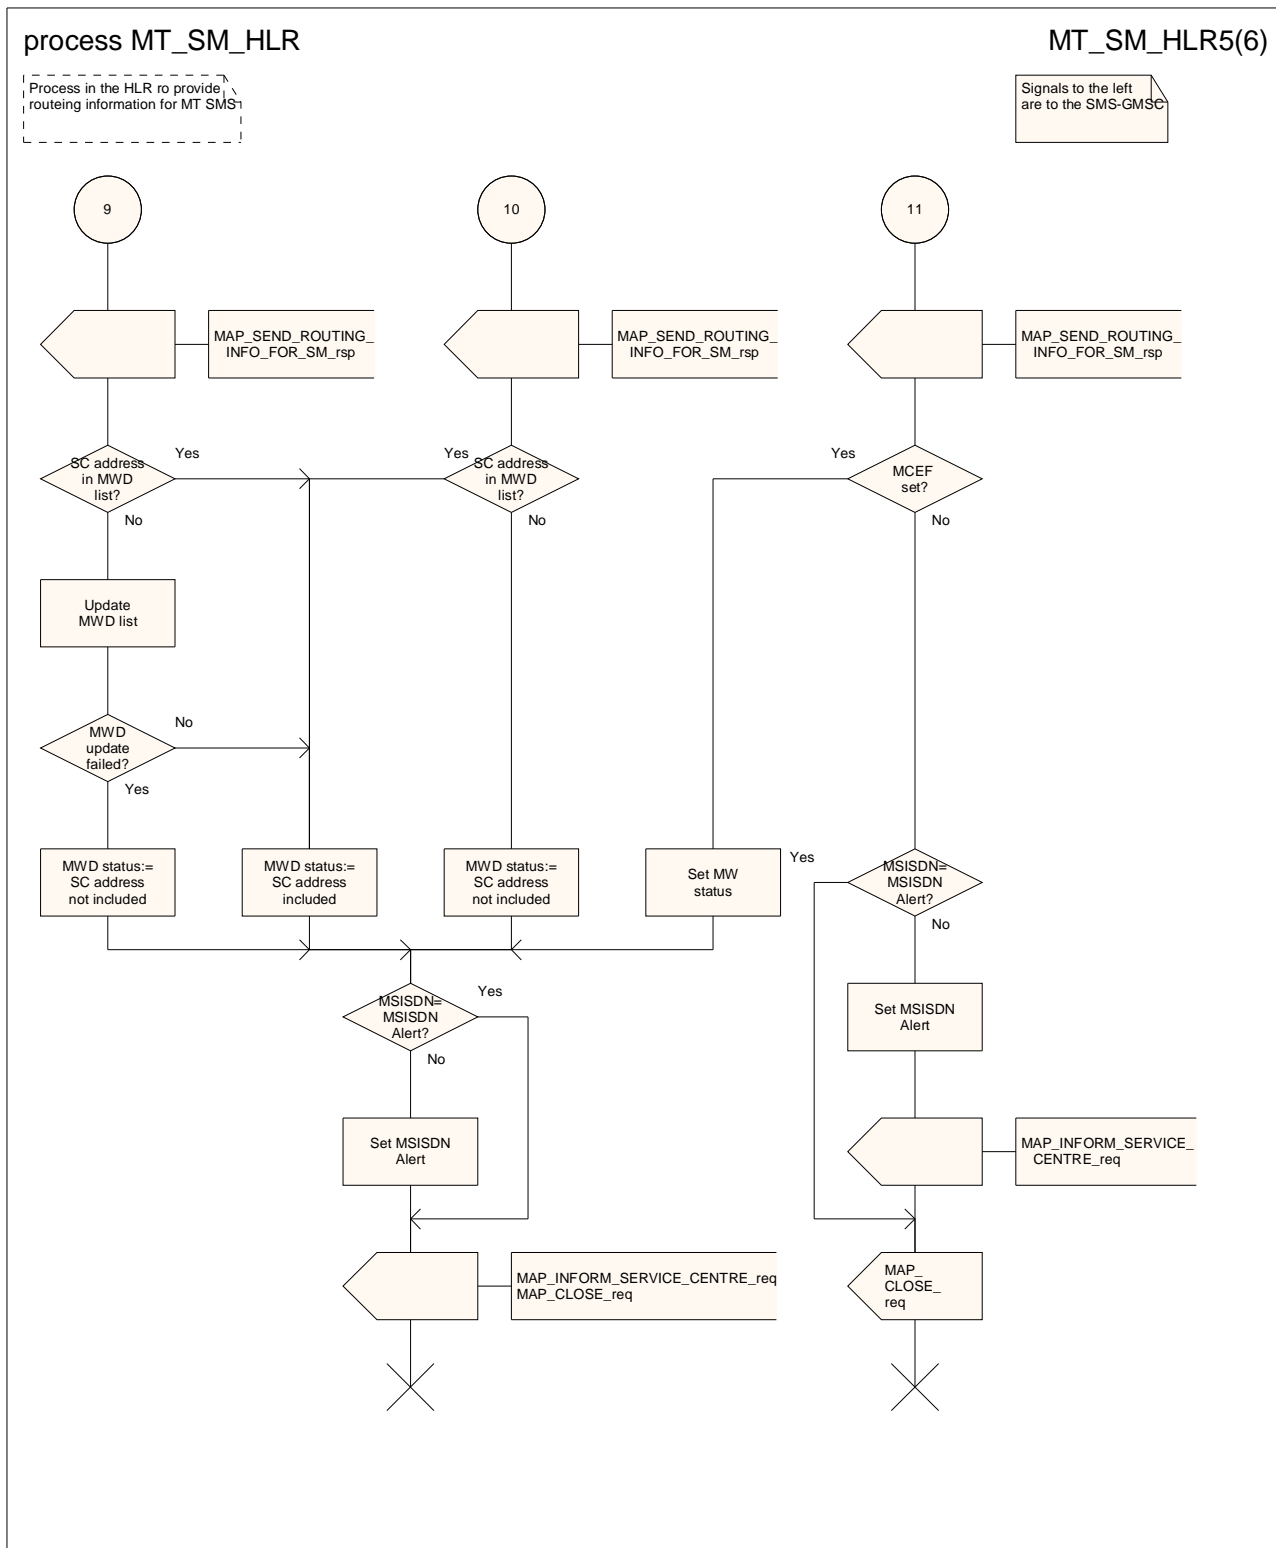 process MT_SM_HLR
MT_SM_HLR5(6)
Process in the HLR ro provide
routeing information for MT SMS
Signals to the left
are to the SMS-GMSC
9
10
11
MAP_SEND_ROUTING_
INFO_FOR_SM_rsp
MAP_SEND_ROUTING_
INFO_FOR_SM_rsp
MAP_SEND_ROUTING_
INFO_FOR_SM_rsp
Yes
SC address
in MWD
list?
No
Yes
SC address
in MWD
list?
No
Yes
MCEF
set?
No
Update
MWD list
MWD
update
failed?
No
Yes
MWD status:=
SC address
not included
MWD status:=
SC address
included
MWD status:=
SC address
not included
Set MW
status
Yes
MSISDN=
MSISDN
Alert?
No
MSISDN=
MSISDN
Alert?
Yes
No
Set MSISDN
Alert
Set MSISDN
Alert
MAP_INFORM_SERVICE_
CENTRE_req
MAP_INFORM_SERVICE_CENTRE_req
MAP_CLOSE_req
MAP_
CLOSE_
req